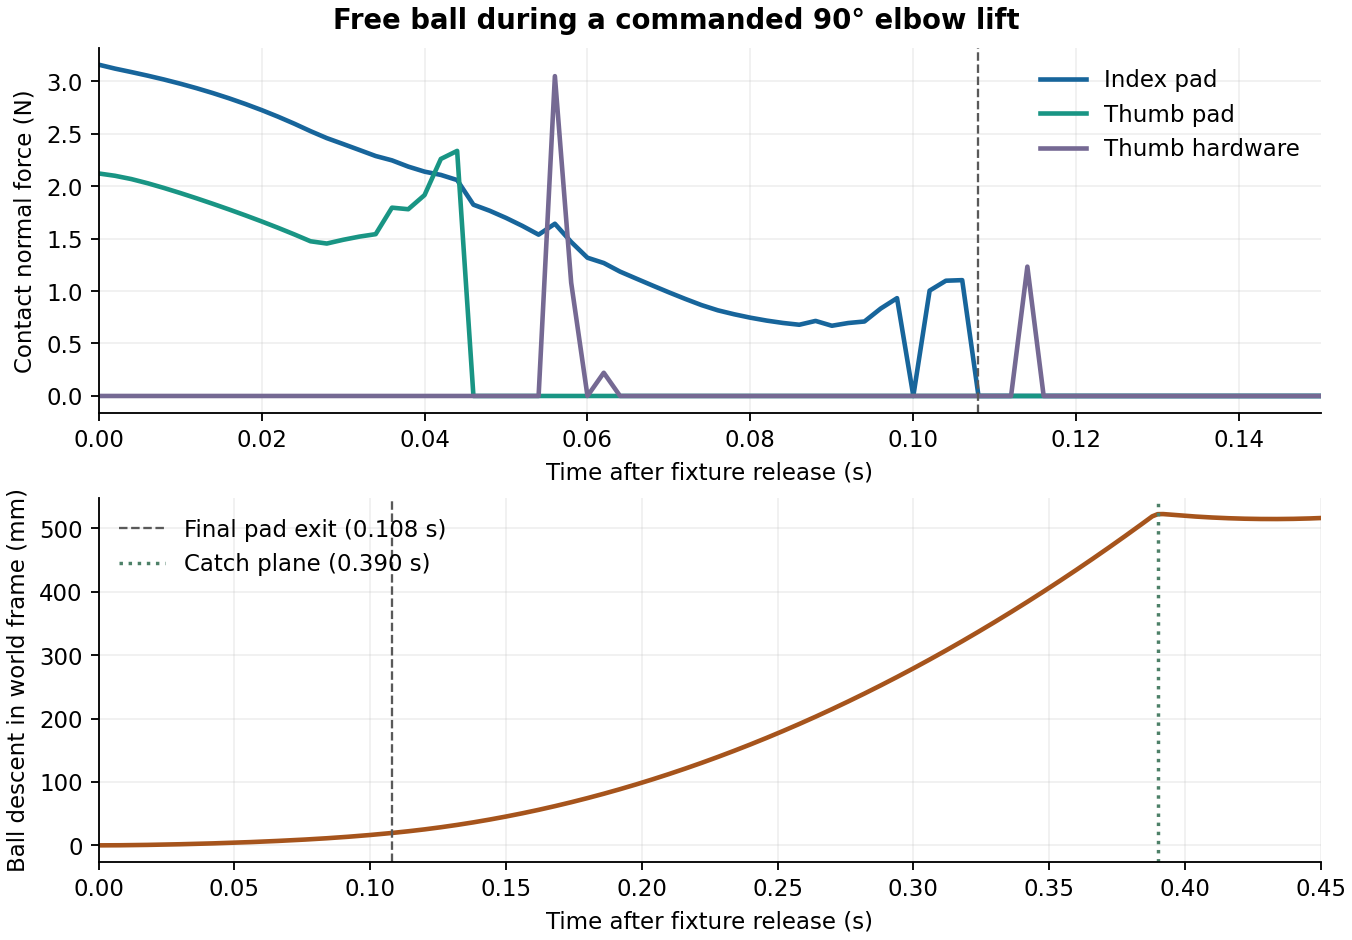 Free ball during a commanded 90° elbow lift
Contact normal force (N)
3.0
2.5
2.0
1.5
1.0
0.5
0.0
Index pad
Thumb pad
Thumb hardware
0.00 0.02 0.04 0.06 0.08 0.10 0.12 0.14
Time after fixture release (s)
Ball descent in world frame (mm)
500
400
300
200
100
0
Final pad exit (0.108 s)
Catch plane (0.390 s)
0.00 0.05 0.10 0.15 0.20 0.25 0.30 0.35 0.40 0.45
Time after fixture release (s)